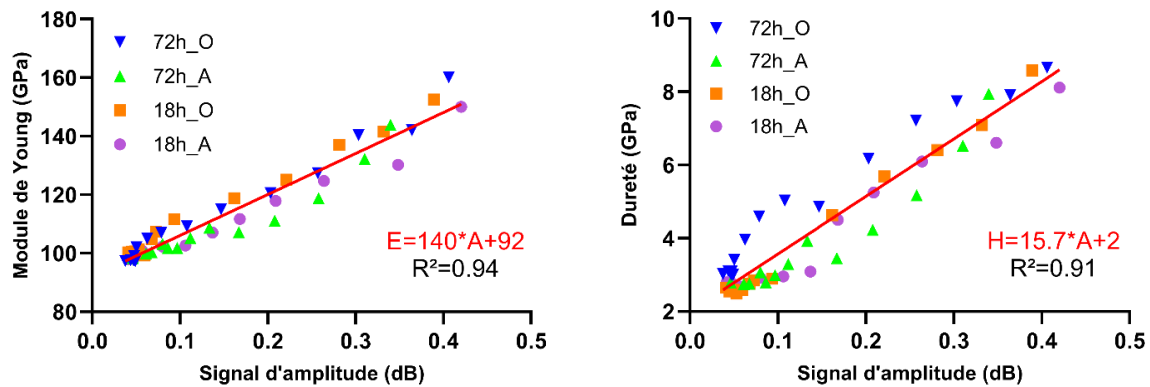 180
160
140
120
100
80
Module de Young (GPa)
72h_O
72h_A
18h_O
18h_A
E=140*A+92
R²=0.94
0.0 0.1 0.2 0.3 0.4 0.5
Signal d'amplitude (dB)
10
8
6
4
2
Dureté (GPa)
72h_O
72h_A
18h_O
18h_A
H=15.7*A+2
R²=0.91
0.0 0.1 0.2 0.3 0.4 0.5
Signal d'amplitude (dB)